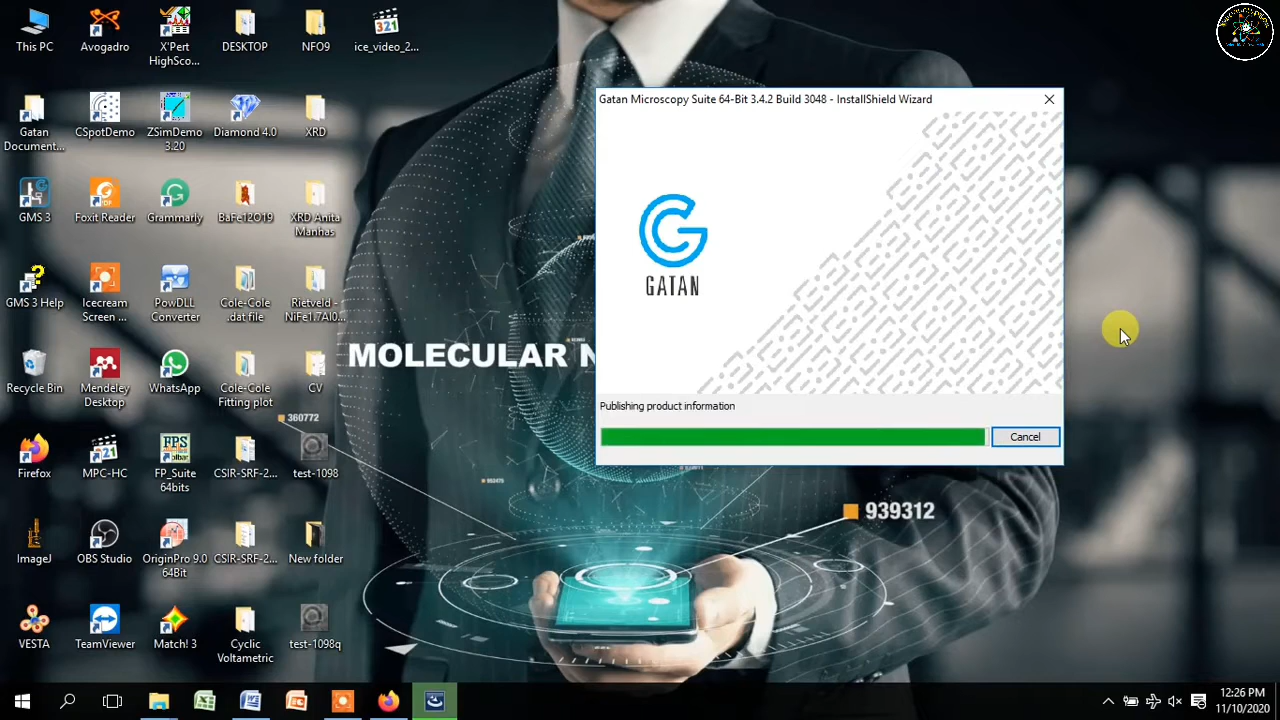 This PC
Avogadro
X'Pert
HighSco...
DESKTOP
NFO9
ice_video_2...
Gatan
Document...
CSpotDemo
ZSimDemo
3.20
Diamond 4.0
XRD
GMS 3
Foxit Reader
Grammarly
BaFe12O19
XRD Anita
Manhas
GMS 3 Help
Icecream
Screen ...
PowDLL
Converter
Cole-Cole
.dat file
Rietveld -
NiFe1.7Al0...
Recycle Bin
Mendeley
Desktop
WhatsApp
Cole-Cole
Fitting plot
CV
Firefox
MPC-HC
FP_Suite
64bits
CSIR-SRF-2...
test-1098
ImageJ
OBS Studio
OriginPro 9.0
64Bit
CSIR-SRF-2...
New folder
VESTA
TeamViewer
Match! 3
Cyclic
Voltametric
test-1098q
Gatan Microscopy Suite 64-Bit 3.4.2 Build 3048 - InstallShield Wizard
GATAN
Publishing product information
Cancel
MOLECULAR N
360772
939312
12:26 PM
11/10/2020